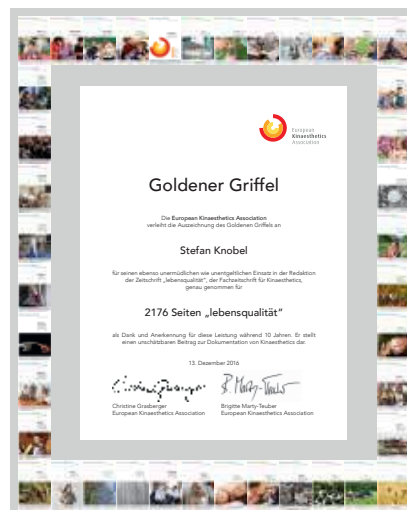 European
Kinaesthetics
Association
Goldener Griffel
Die European Kinaesthetics Association
verleiht die Auszeichnung des Goldenen Griffels an
Stefan Knobel
für seinen ebenso unermüdlichen wie unentgeltlichen Einsatz in der Redaktion
der Zeitschrift „lebensqualität“, der Fachzeitschrift für Kinaesthetics,
genau genommen für
2176 Seiten „lebensqualität“
als Dank und Anerkennung für diese Leistung während 10 Jahren. Er stellt
einen unschätzbaren Beitrag zur Dokumentation von Kinaesthetics dar.
13. Dezember 2016
Christine Grasberger
European Kinaesthetics Association
B. Marty-Teuber
Brigitte Marty-Teuber
European Kinaesthetics Association